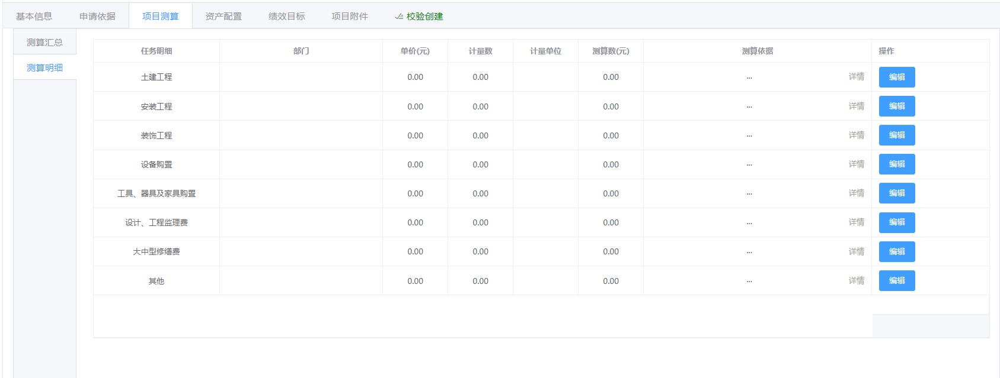 基本信息 申请依据 项目测算 资产配置 绩效目标 项目附件 校验创建
测算汇总
测算明细
任务明细 部门 单价(元) 计量数 计量单位 测算数(元) 测算依据 操作
土建工程 0.00 0.00 0.00 ... 详情 编辑
安装工程 0.00 0.00 0.00 ... 详情 编辑
装饰工程 0.00 0.00 0.00 ... 详情 编辑
设备购置 0.00 0.00 0.00 ... 详情 编辑
工具、器具及家具购置 0.00 0.00 0.00 ... 详情 编辑
设计、工程监理费 0.00 0.00 0.00 ... 详情 编辑
大中型修缮费 0.00 0.00 0.00 ... 详情 编辑
其他 0.00 0.00 0.00 ... 详情 编辑